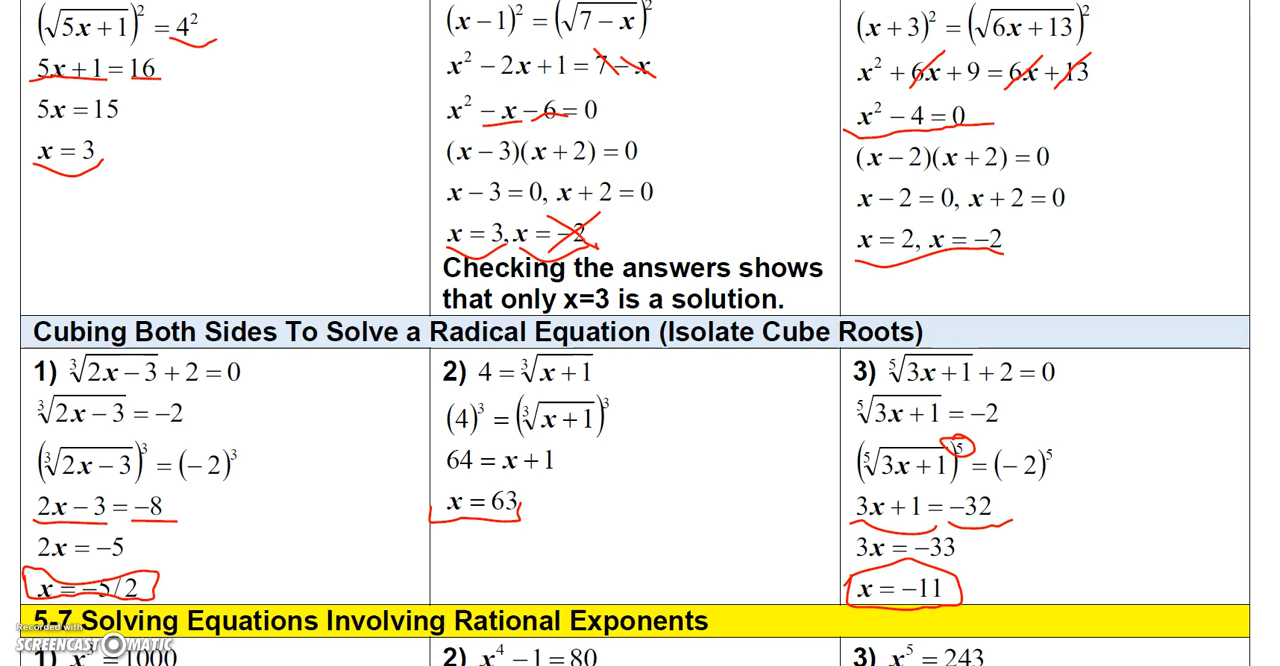 (√5x+1)² = 4²
5x+1 = 16
5x = 15
x = 3
(x−1)² = (√7−x)²
x² − 2x + 1 = 7 − x
x² − x − 6 = 0
(x−3)(x+2) = 0
x−3 = 0, x+2 = 0
x = 3, x = −2
Checking the answers shows
that only x=3 is a solution.
(x+3)² = (√6x+13)²
x² + 6x + 9 = 6x + 13
x² − 4 = 0
(x−2)(x+2) = 0
x−2 = 0, x+2 = 0
x = 2, x = −2
Cubing Both Sides To Solve a Radical Equation (Isolate Cube Roots)
1) ∛2x−3 + 2 = 0
∛2x−3 = −2
(∛2x−3)³ = (−2)³
2x−3 = −8
2x = −5
x = −5/2
2) 4 = ∛x+1
(4)³ = (∛x+1)³
64 = x+1
x = 63
3) ⁵√3x+1 + 2 = 0
⁵√3x+1 = −2
(⁵√3x+1)⁵ = (−2)⁵
3x+1 = −32
3x = −33
x = −11
5-7 Solving Equations Involving Rational Exponents
Recorded with
SCREENCAST MATIC
1) x³ = 1000
2) x⁴ − 1 = 80
3) x⁵ = 243